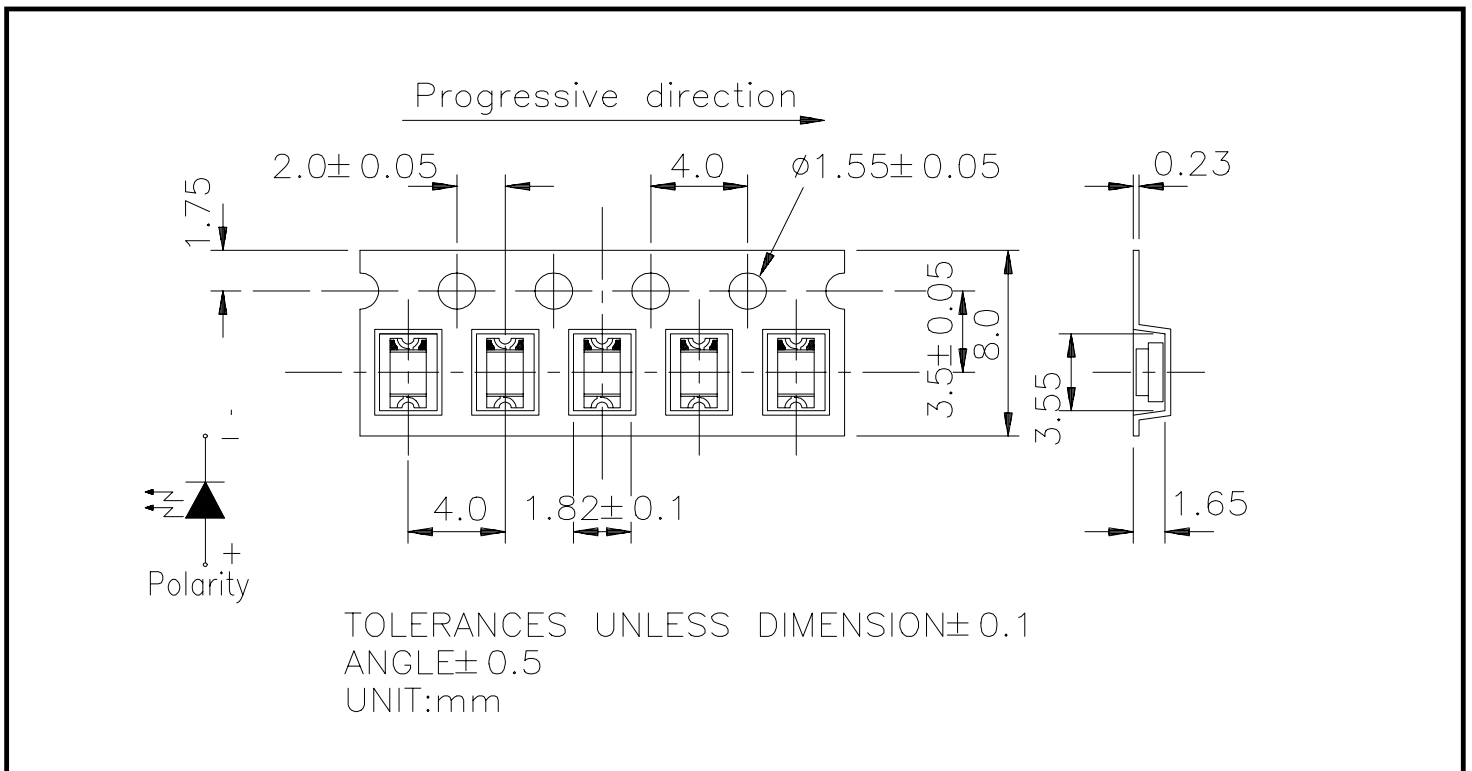 Progressive direction
2.0±0.05
4.0
ø1.55±0.05
0.23
1.75
3.5±0.05
8.0
3.55
-
4.0
1.82±0.1
1.65
+
Polarity
TOLERANCES UNLESS DIMENSION±0.1
ANGLE±0.5
UNIT:mm